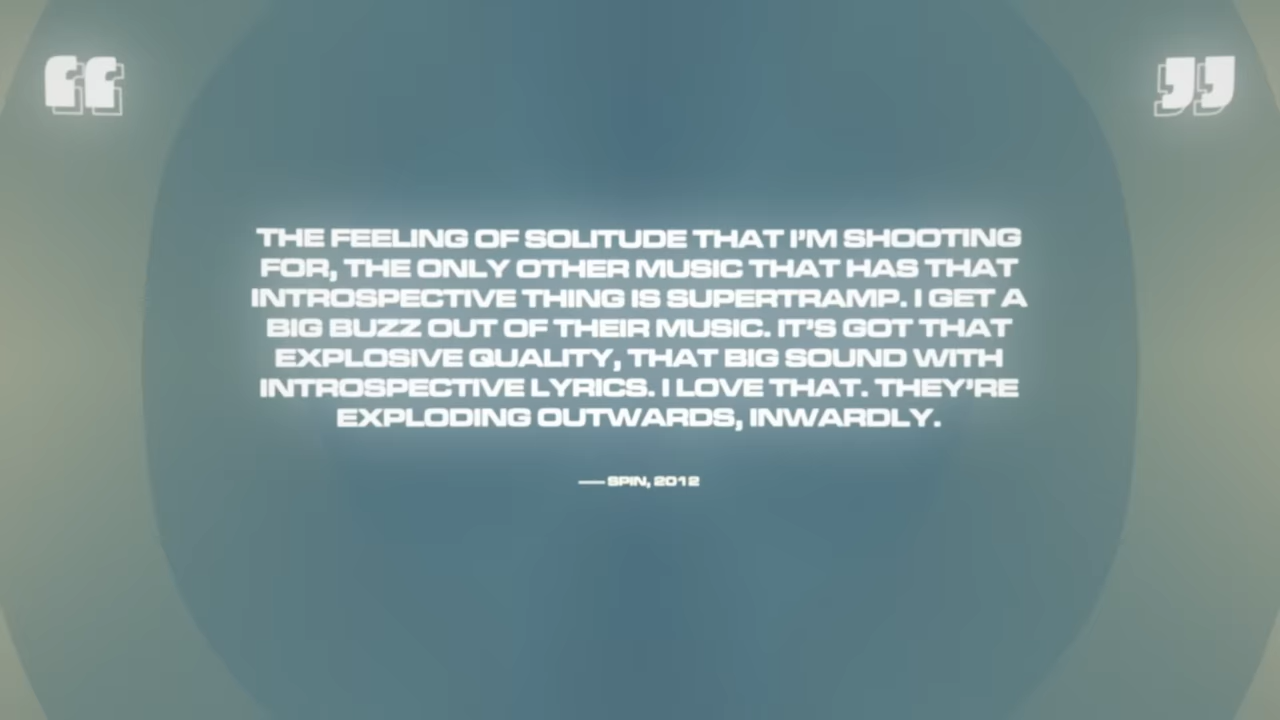 “
”
THE FEELING OF SOLITUDE THAT I’M SHOOTING
FOR, THE ONLY OTHER MUSIC THAT HAS THAT
INTROSPECTIVE THING IS SUPERTRAMP. I GET A
BIG BUZZ OUT OF THEIR MUSIC. IT’S GOT THAT
EXPLOSIVE QUALITY, THAT BIG SOUND WITH
INTROSPECTIVE LYRICS. I LOVE THAT. THEY’RE
EXPLODING OUTWARDS, INWARDLY.
—SPIN, 2012